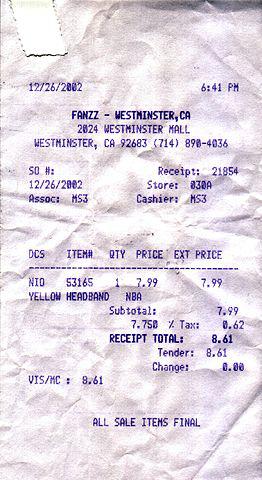 12/26/2002 6:41 PM
FANZZ - WESTMINSTER,CA
2024 WESTMINSTER MALL
WESTMINSTER, CA 92683 (714) 890-4036
SO #: Receipt: 21854
12/26/2002 Store: 030A
Assoc: MS3 Cashier: MS3
DCS ITEM# QTY PRICE EXT PRICE
NIO 53165 1 7.99 7.99
YELLOW HEADBAND NBA
Subtotal: 7.99
7.750 % Tax: 0.62
RECEIPT TOTAL: 8.61
Tender: 8.61
Change: 0.00
VIS/MC : 8.61
ALL SALE ITEMS FINAL